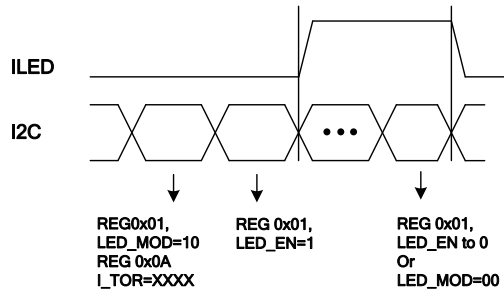 ILED
I2C
REG0x01,
LED_MOD=10
REG 0x0A
I_TOR=XXXX
REG 0x01,
LED_EN=1
REG 0x01,
LED_EN to 0
Or
LED_MOD=00